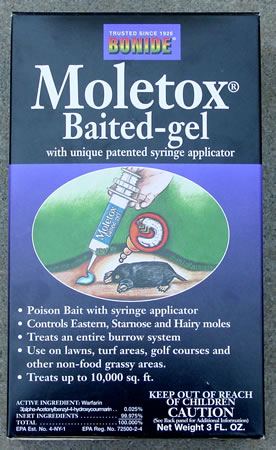 TRUSTED SINCE 1926
BONIDE®
Moletox®
Baited-gel
with unique patented syringe applicator
Moletox
Baited-gel
• Poison Bait with syringe applicator
• Controls Eastern, Starnose and Hairy moles
• Treats an entire burrow system
• Use on lawns, turf areas, golf courses and
other non-food grassy areas.
• Treats up to 10,000 sq. ft.
ACTIVE INGREDIENT: Warfarin
3(alpha-Acetonylbenzyl-4-hydroxycourmarin .. 0.025%
INERT INGREDIENTS ................ 99.975%
TOTAL ................ 100.000%
EPA Est. No. 4-NY-1 EPA Reg. No. 72500-2-4
KEEP OUT OF REACH
OF CHILDREN
CAUTION
(See Back panel for Additional Information)
Net Weight 3 FL. OZ.